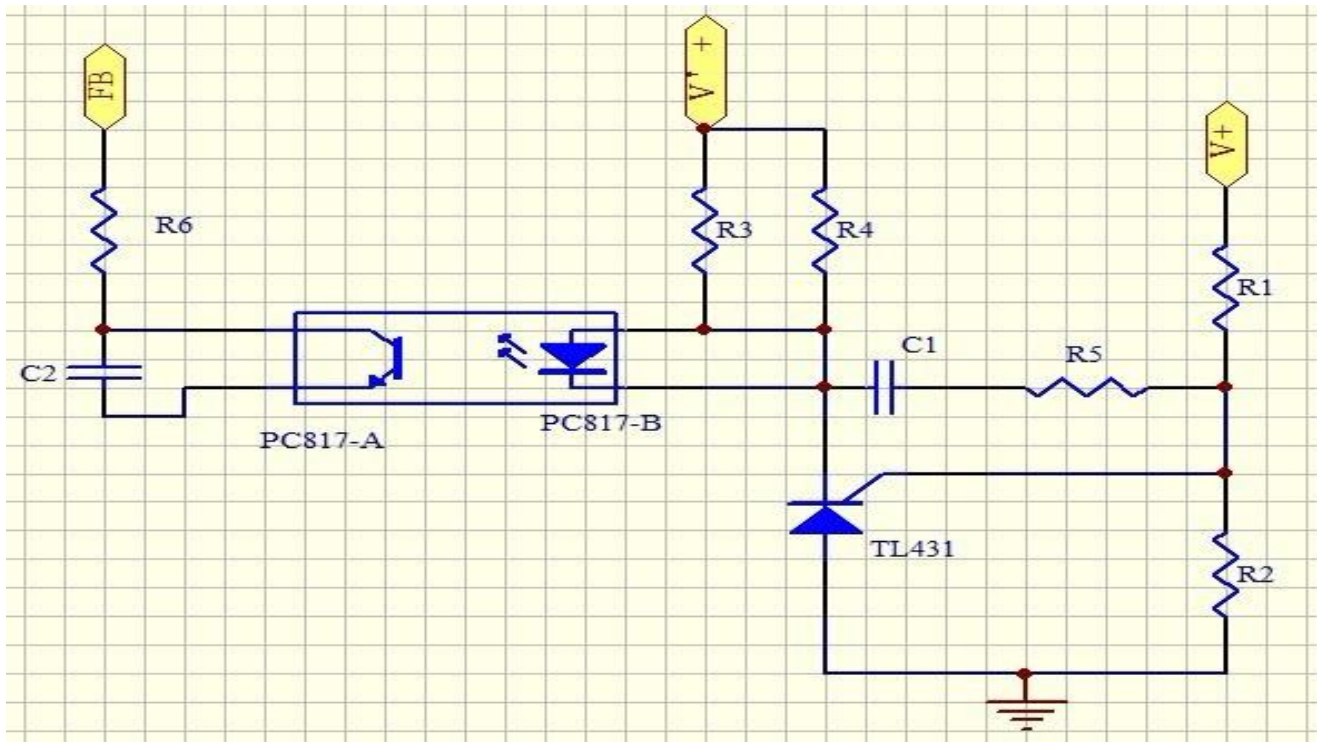 FB
V' +
V+
R6
R3
R4
R1
C1
R5
C2
PC817-A
PC817-B
TL431
R2